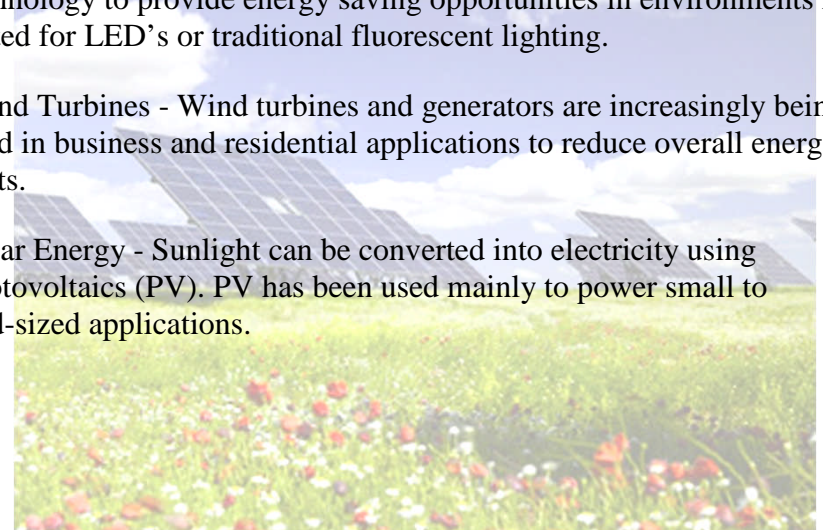 nology to provide energy saving opportunities in environments
ted for LED’s or traditional fluorescent lighting.
nd Turbines - Wind turbines and generators are increasingly bein
d in business and residential applications to reduce overall energ
ts.
ar Energy - Sunlight can be converted into electricity using
otovoltaics (PV). PV has been used mainly to power small to
d-sized applications.